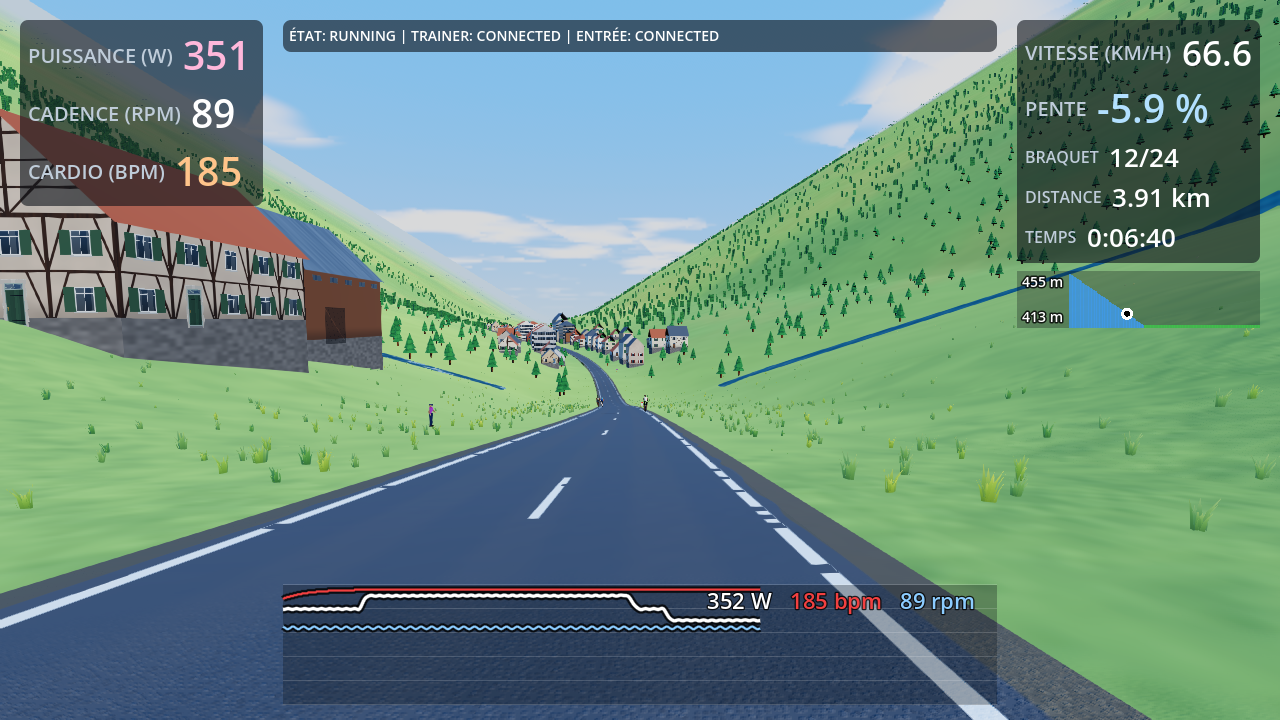 PUISSANCE (W) 351
CADENCE (RPM) 89
CARDIO (BPM) 185
ÉTAT: RUNNING | TRAINER: CONNECTED | ENTRÉE: CONNECTED
VITESSE (KM/H) 66.6
PENTE -5.9 %
BRAQUET 12/24
DISTANCE 3.91 km
TEMPS 0:06:40
455 m
413 m
352 W 185 bpm 89 rpm